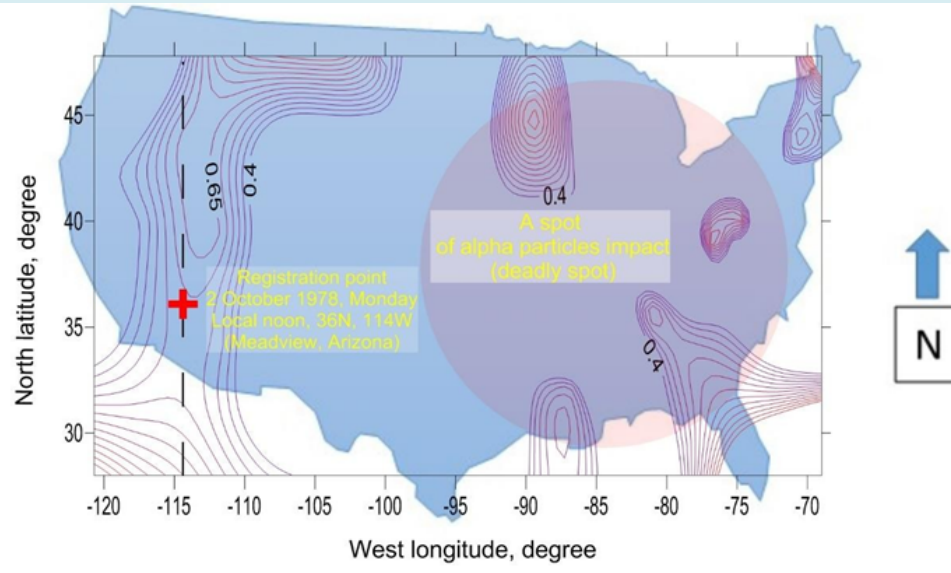 45
40
35
30
North latitude, degree
0.65
0.4
0.4
A spot
of alpha particles impact
(deadly spot)
Registration point
2 October 1978, Monday
Local noon, 36N, 114W
(Meadview, Arizona)
0.4
N
-120 -115 -110 -105 -100 -95 -90 -85 -80 -75 -70
West longitude, degree